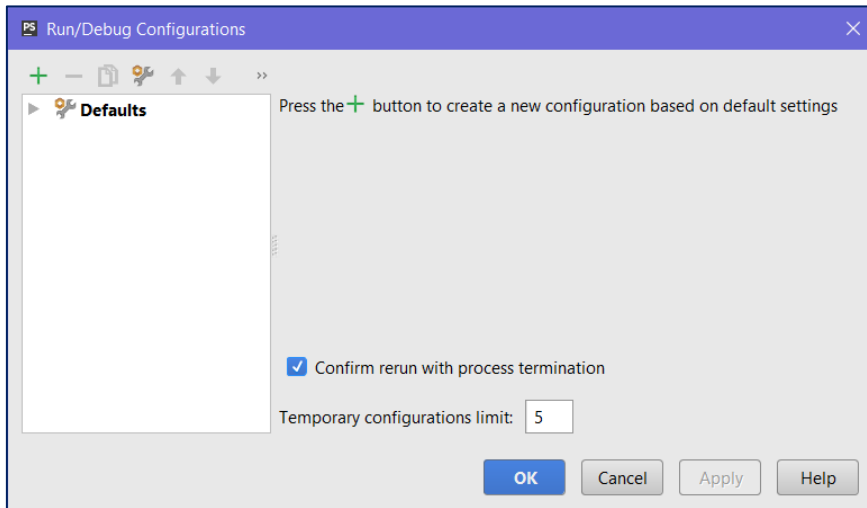 PS Run/Debug Configurations
Defaults
Press the + button to create a new configuration based on default settings
Confirm rerun with process termination
Temporary configurations limit: 5
OK Cancel Apply Help